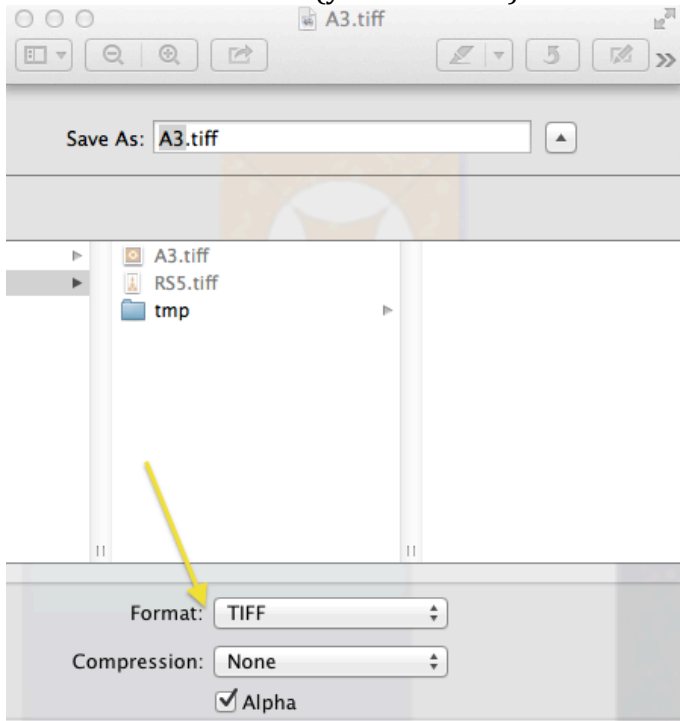 A3.tiff
Save As: A3.tiff
A3.tiff
RS5.tiff
tmp
Format: TIFF
Compression: None
Alpha